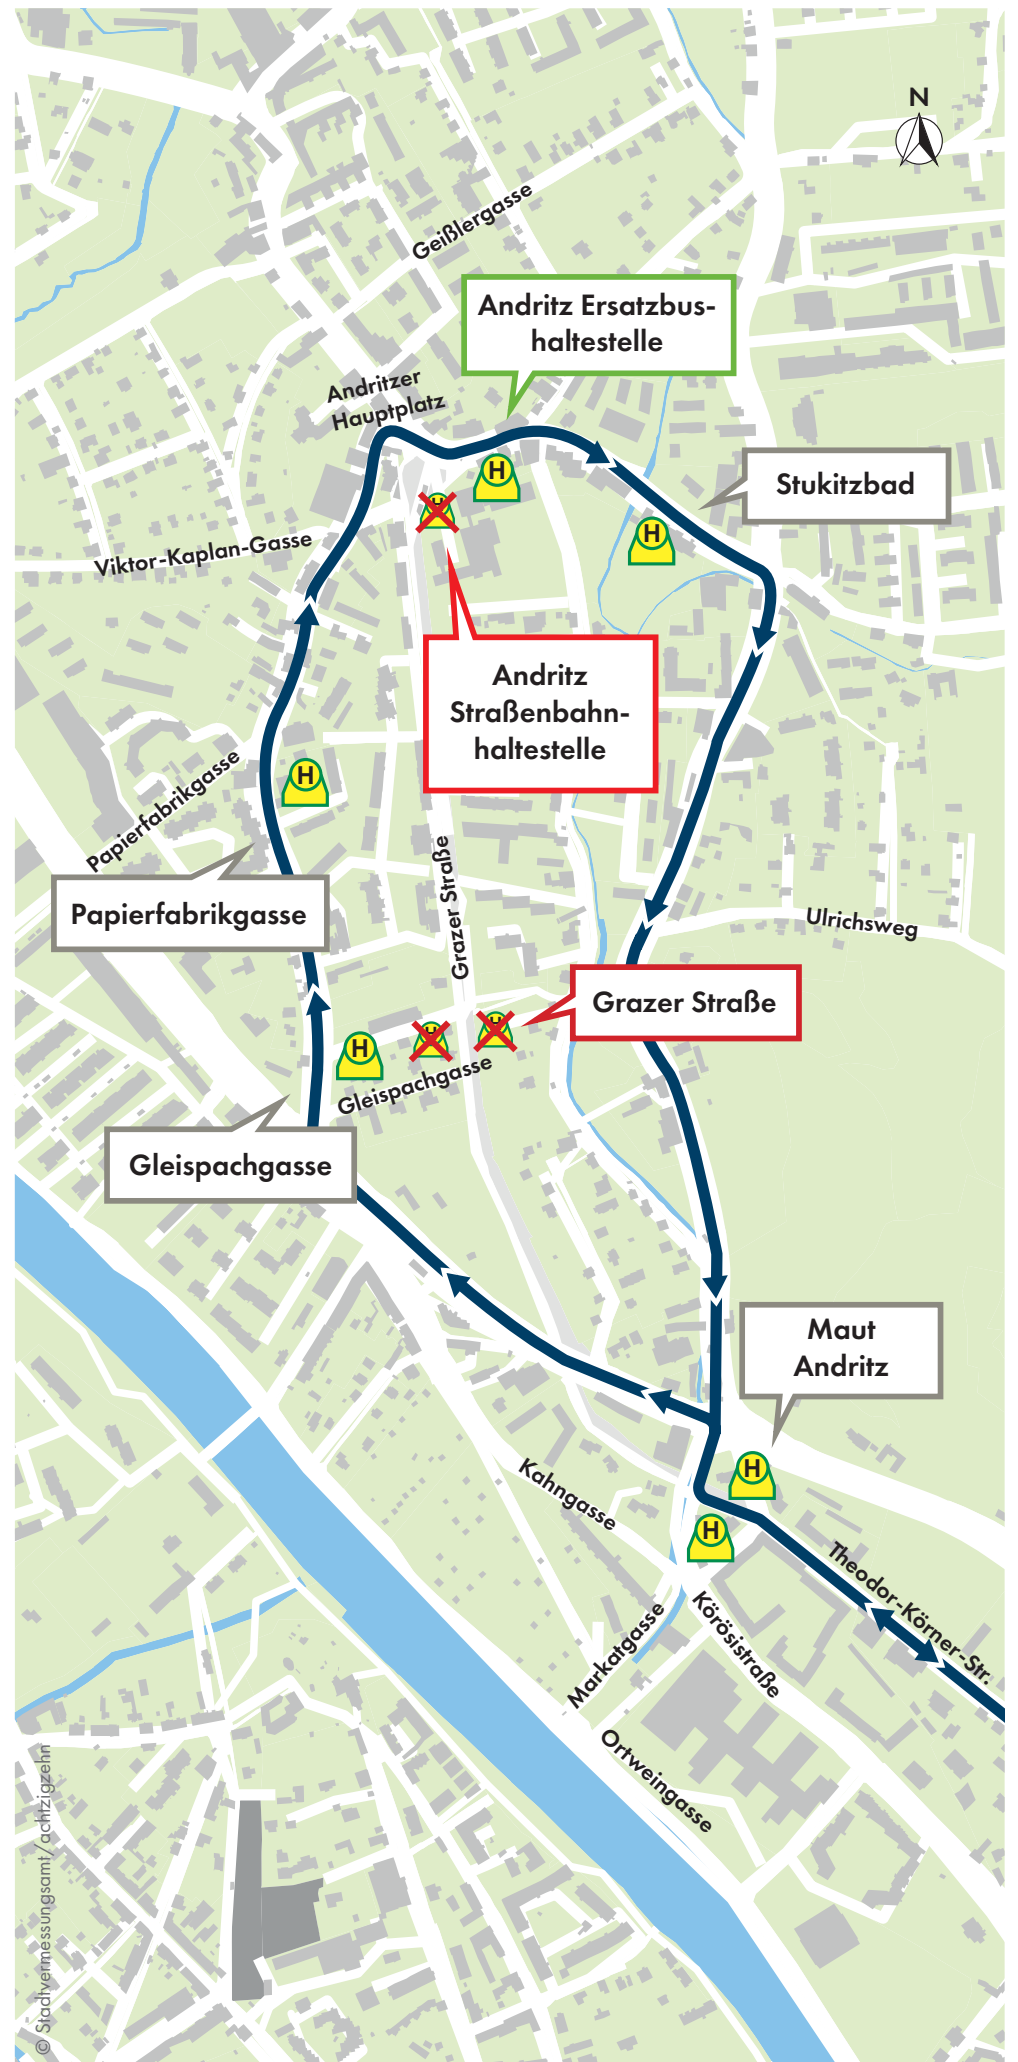 N
Geißlergasse
Andritz Ersatzbus-
haltestelle
Andritzer
Hauptplatz
H
H
Stukitzbad
H
Viktor-Kaplan-Gasse
Andritz
Straßenbahn-
haltestelle
H
Papierfabrikgasse
Grazer Straße
Papierfabrikgasse
Ulrichsweg
Grazer Straße
H
H
H
Gleispachgasse
Gleispachgasse
Maut
Andritz
H
Kahngasse
H
Theodor-Körner-Str.
Markatgasse
Körösistraße
Ortweingasse
© Stadtvermessungsamt/achtzigzehn